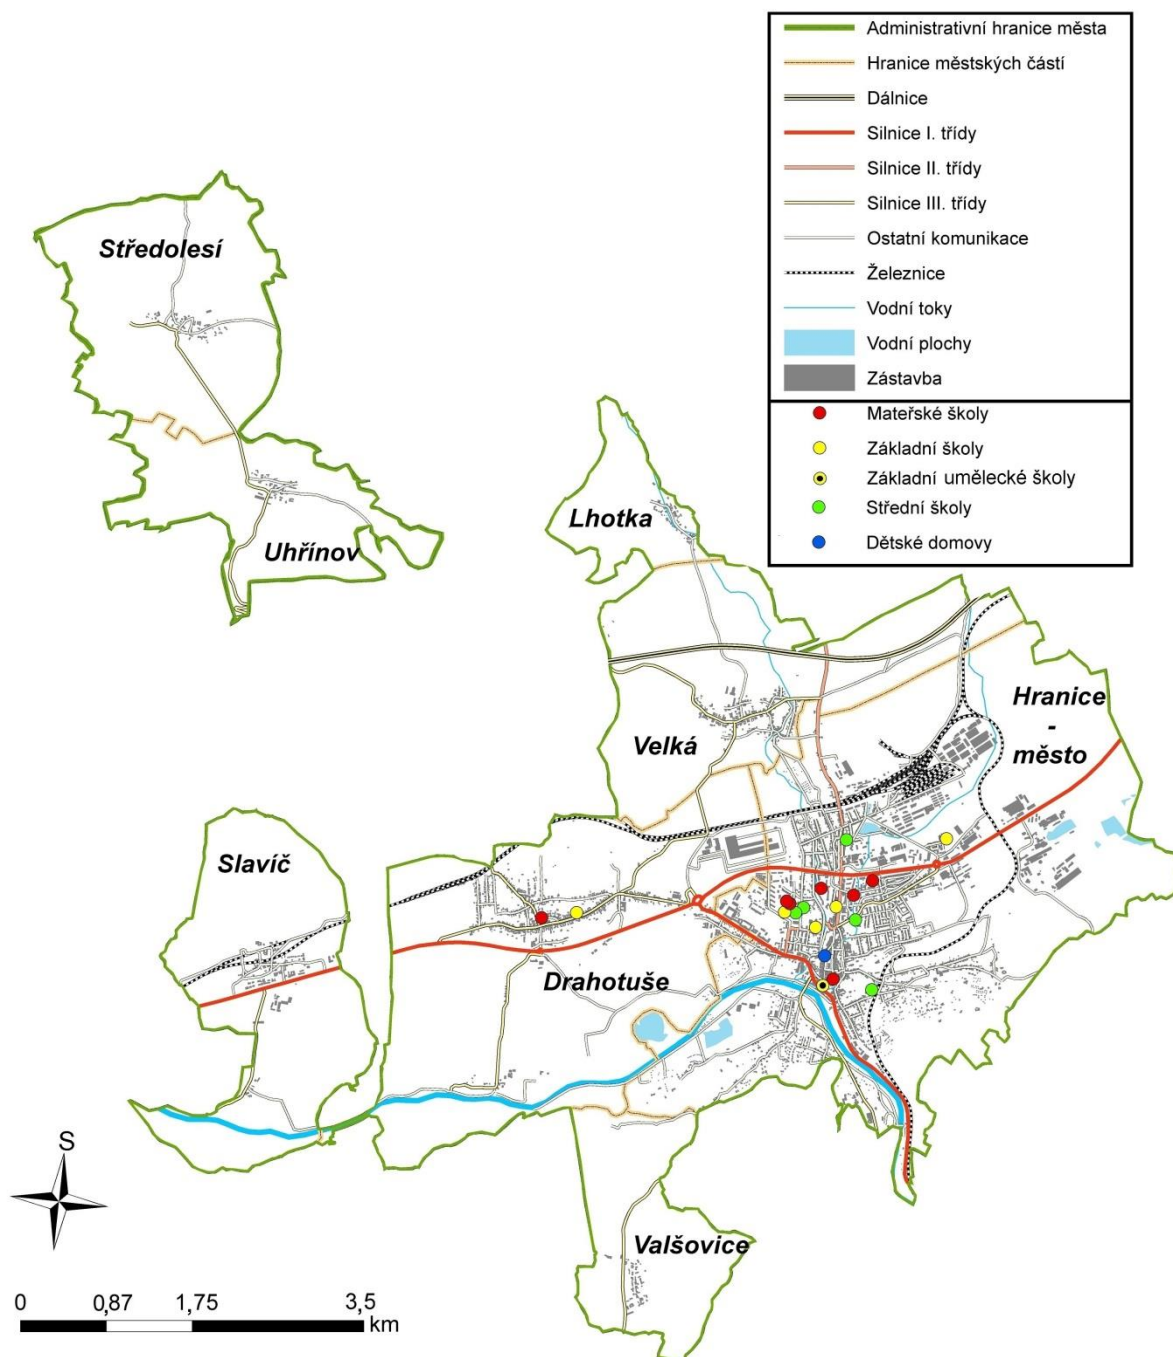 Administrativní hranice města
Hranice městských částí
Dálnice
Silnice I. třídy
Silnice II. třídy
Silnice III. třídy
Ostatní komunikace
Železnice
Vodní toky
Vodní plochy
Zástavba
Mateřské školy
Základní školy
Základní umělecké školy
Střední školy
Dětské domovy
Středolesí
Uhřínov
Lhotka
Velká
Hranice
-
město
Slavíč
Drahotuše
Valšovice
S
0 0,87 1,75 3,5
km